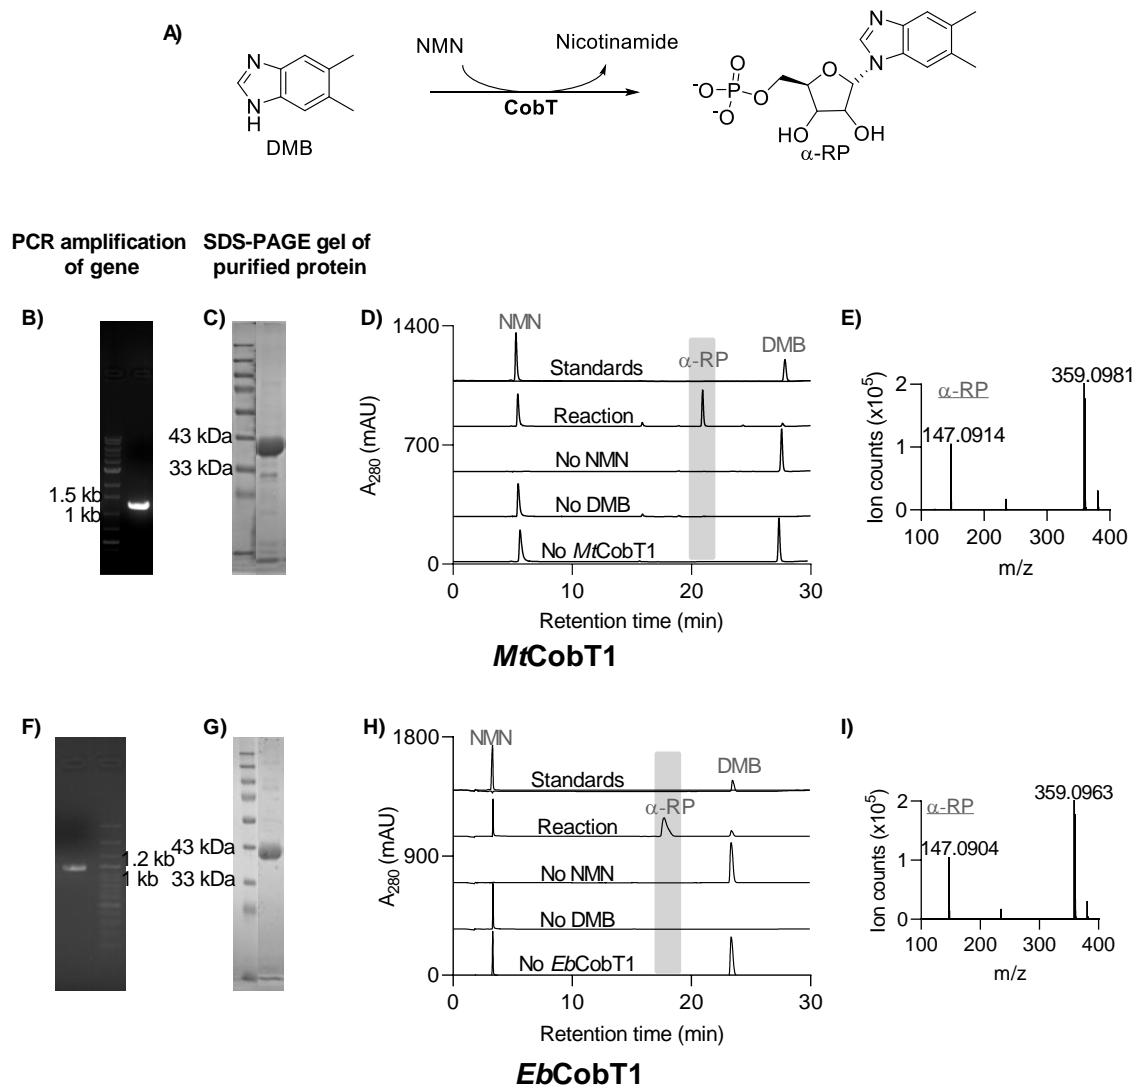 A)
NMN
Nicotinamide
CobT
N
N
H
DMB
O
-O
P
O
-O
O
N
N
HO
OH
α-RP
PCR amplification
of gene
SDS-PAGE gel of
purified protein
B)
1.5 kb
1 kb
C)
43 kDa
33 kDa
D)
1400
700
0
A280 (mAU)
NMN
α-RP
DMB
Standards
Reaction
No NMN
No DMB
No MtCobT1
0
10
20
30
Retention time (min)
E)
Ion counts (x10^5)
2
1
0
α-RP
147.0914
359.0981
100
200
300
400
m/z
MtCobT1
F)
1.2 kb
1 kb
G)
43 kDa
33 kDa
H)
1800
900
0
A280 (mAU)
NMN
DMB
Standards
α-RP
Reaction
No NMN
No DMB
No EbCobT1
0
10
20
30
Retention time (min)
I)
Ion counts (x10^5)
2
1
0
α-RP
147.0904
359.0963
100
200
300
400
m/z
EbCobT1